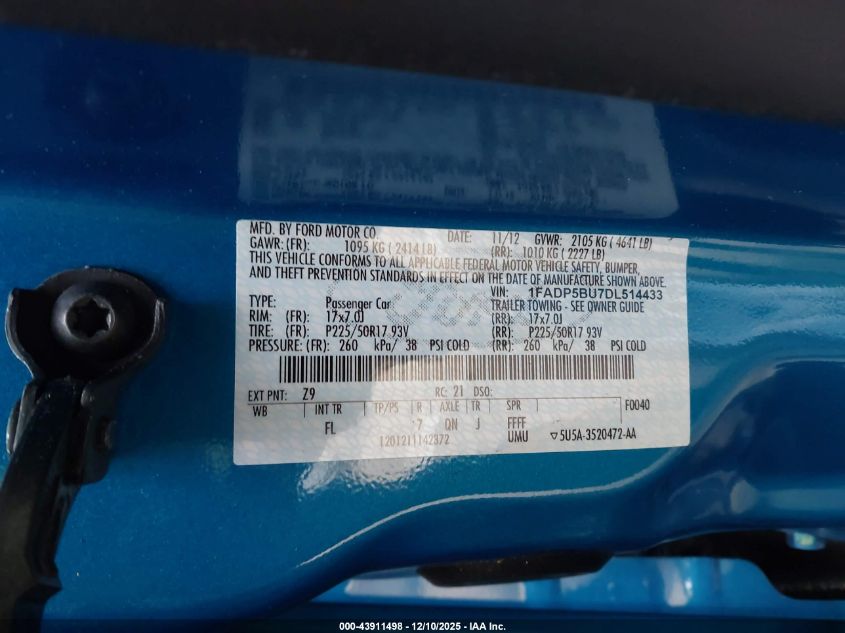 MFD. BY FORD MOTOR CO. DATE: 11/12 GVWR: 2105 KG ( 4641 LB)
GAWR: (FR): 1095 KG ( 2414 LB) (RR): 1010 KG ( 2227 LB)
THIS VEHICLE CONFORMS TO ALL APPLICABLE FEDERAL MOTOR VEHICLE SAFETY, BUMPER,
AND THEFT PREVENTION STANDARDS IN EFFECT ON THE DATE OF MANUFACTURE SHOWN ABOVE.
VIN: 1FADP5BU7DL514433
TYPE: Passenger Car TRAILER TOWING - SEE OWNER GUIDE
RIM: (FR): 17x7.0J (RR): 17x7.0J
TIRE: (FR): P225/50R17 93V (RR): P225/50R17 93V
PRESSURE: (FR): 260 kPa/ 38 PSI COLD (RR): 260 kPa/ 38 PSI COLD
EXT PNT: Z9 RC: 21 DSO:
WB INT TR TP/PS R AXLE TR SPR F0040
FL 7 QN J FFFF
1201211142372 UMU 5U5A-3520472-AA
000-43911498 - 12/10/2025 - IAA Inc.